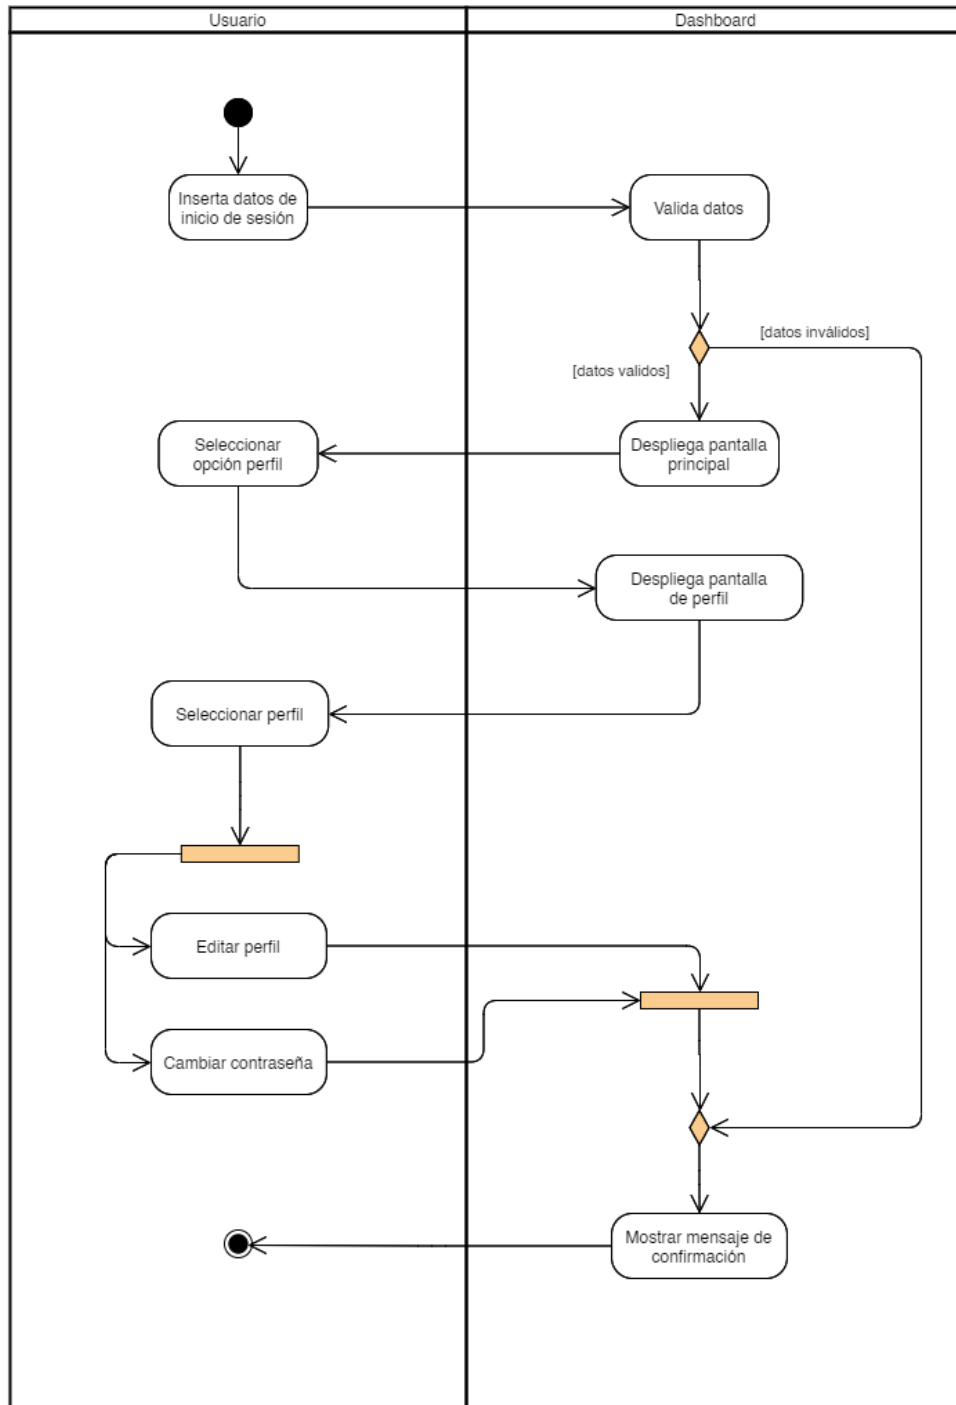 Usuario
Dashboard
Inserta datos de
inicio de sesión
Valida datos
[datos inválidos]
[datos validos]
Seleccionar
opción perfil
Despliega pantalla
principal
Despliega pantalla
de perfil
Seleccionar perfil
Editar perfil
Cambiar contraseña
Mostrar mensaje de
confirmación